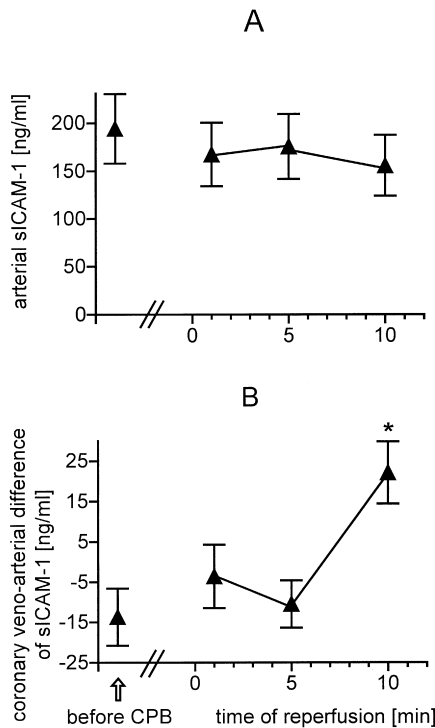 A
arterial sICAM-1 [ng/ml]
200
150
100
50
0
0
5
10
B
coronary veno-arterial difference
of sICAM-1 [ng/ml]
25
15
5
-5
-15
-25
*
0
5
10
before CPB
time of reperfusion [min]